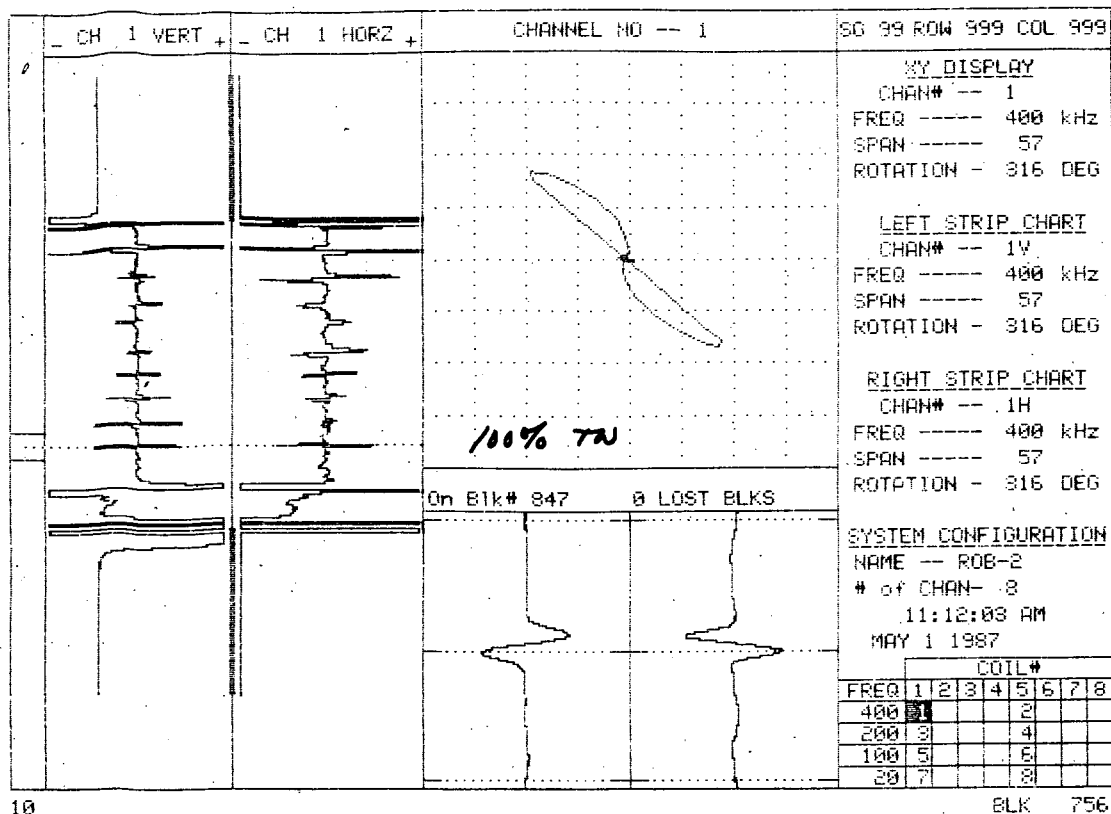 _ CH 1 VERT + _ CH 1 HORZ +
CHANNEL NO -- 1
SG 99 ROW 999 COL 999
XY DISPLAY
CHAN# -- 1
FREQ ----- 400 kHz
SPAN ----- 57
ROTATION - 316 DEG
LEFT STRIP CHART
CHAN# -- 1V
FREQ ----- 400 kHz
SPAN ----- 57
ROTATION - 316 DEG
RIGHT STRIP CHART
CHAN# -- 1H
FREQ ----- 400 kHz
SPAN ----- 57
ROTATION - 316 DEG
100% TW
On Blk# 847 0 LOST BLKS
SYSTEM CONFIGURATION
NAME -- ROB-2
# of CHAN- 8
11:12:03 AM
MAY 1 1987
COIL#
FREQ 1 2 3 4 5 6 7 8
400 1 2
200 3 4
100 5 6
20 7 8
10
BLK 756